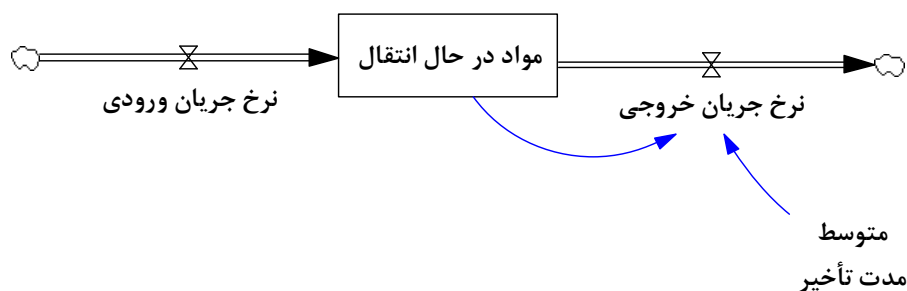 مواد در حال انتقال
نرخ جریان ورودی
نرخ جریان خروجی
متوسط
مدت تأخیر